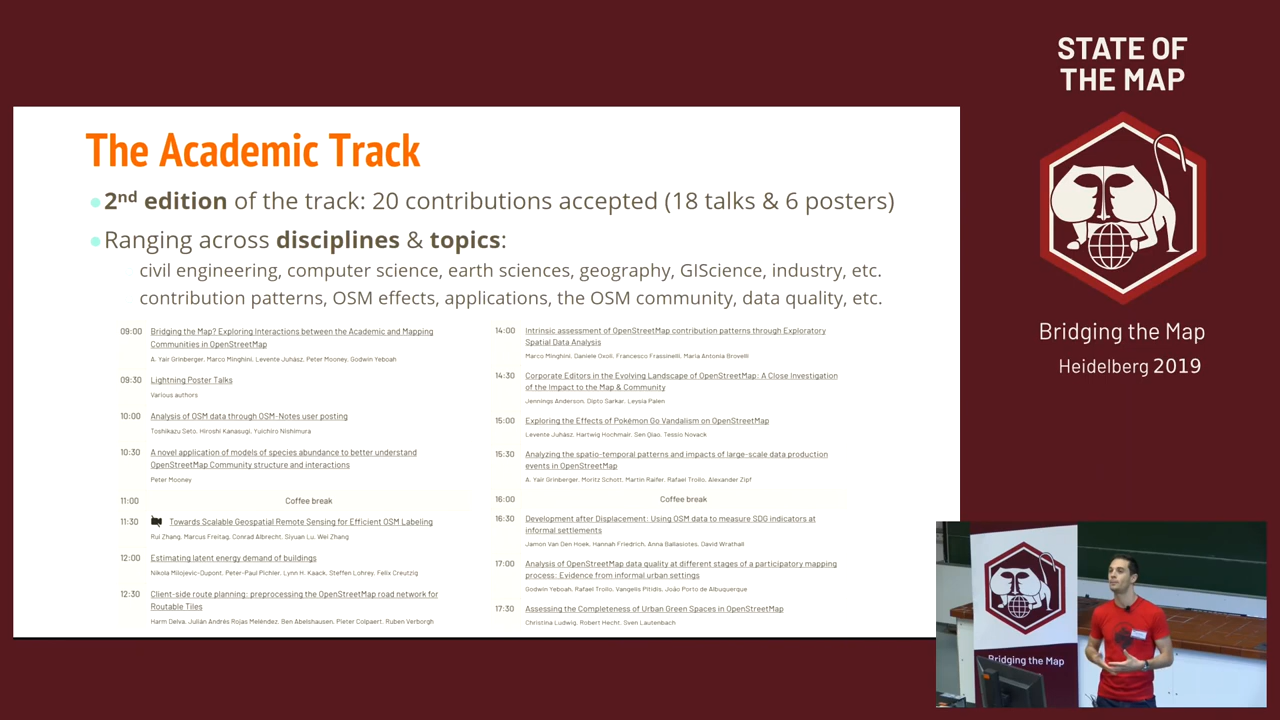 STATE OF
THE MAP
Bridging the Map
Heidelberg 2019
The Academic Track
2nd edition of the track: 20 contributions accepted (18 talks & 6 posters)
Ranging across disciplines & topics:
civil engineering, computer science, earth sciences, geography, GIScience, industry, etc.
contribution patterns, OSM effects, applications, the OSM community, data quality, etc.
09:00 Bridging the Map? Exploring Interactions between the Academic and Mapping
Communities in OpenStreetMap
A. Yair Grinberger, Marco Minghini, Levente Juhász, Peter Mooney, Godwin Yeboah
09:30 Lightning Poster Talks
Various authors
10:00 Analysis of OSM data through OSM-Notes user posting
Toshikazu Seto, Hiroshi Kanasugi, Yuichiro Nishimura
10:30 A novel application of models of species abundance to better understand
OpenStreetMap Community structure and interactions
Peter Mooney
11:00 Coffee break
11:30 Towards Scalable Geospatial Remote Sensing for Efficient OSM Labeling
Rui Zhang, Marcus Freitag, Conrad Albrecht, Siyuan Lu, Wei Zhang
12:00 Estimating latent energy demand of buildings
Nikola Milojevic-Dupont, Peter-Paul Pichler, Lynn H. Kaack, Steffen Lohrey, Felix Creutzig
12:30 Client-side route planning: preprocessing the OpenStreetMap road network for
Routable Tiles
Harm Delva, Julián Andrés Rojas Meléndez, Ben Abelshausen, Pieter Colpaert, Ruben Verborgh
14:00 Intrinsic assessment of OpenStreetMap contribution patterns through Exploratory
Spatial Data Analysis
Marco Minghini, Daniele Oxoli, Francesco Frassinelli, Maria Antonia Brovelli
14:30 Corporate Editors in the Evolving Landscape of OpenStreetMap: A Close Investigation
of the Impact to the Map & Community
Jennings Anderson, Dipto Sarkar, Leysia Palen
15:00 Exploring the Effects of Pokémon Go Vandalism on OpenStreetMap
Levente Juhász, Hartwig Hochmair, Sen Qiao, Tessio Novack
15:30 Analyzing the spatio-temporal patterns and impacts of large-scale data production
events in OpenStreetMap
A. Yair Grinberger, Moritz Schott, Martin Raifer, Rafael Troilo, Alexander Zipf
16:00 Coffee break
16:30 Development after Displacement: Using OSM data to measure SDG indicators at
informal settlements
Jamon Van Den Hoek, Hannah Friedrich, Anna Ballasiotes, David Wrathall
17:00 Analysis of OpenStreetMap data quality at different stages of a participatory mapping
process: Evidence from informal urban settings
Godwin Yeboah, Rafael Troilo, Vangelis Pitidis, João Porto de Albuquerque
17:30 Assessing the Completeness of Urban Green Spaces in OpenStreetMap
Christina Ludwig, Robert Hecht, Sven Lautenbach
Bridging the Map